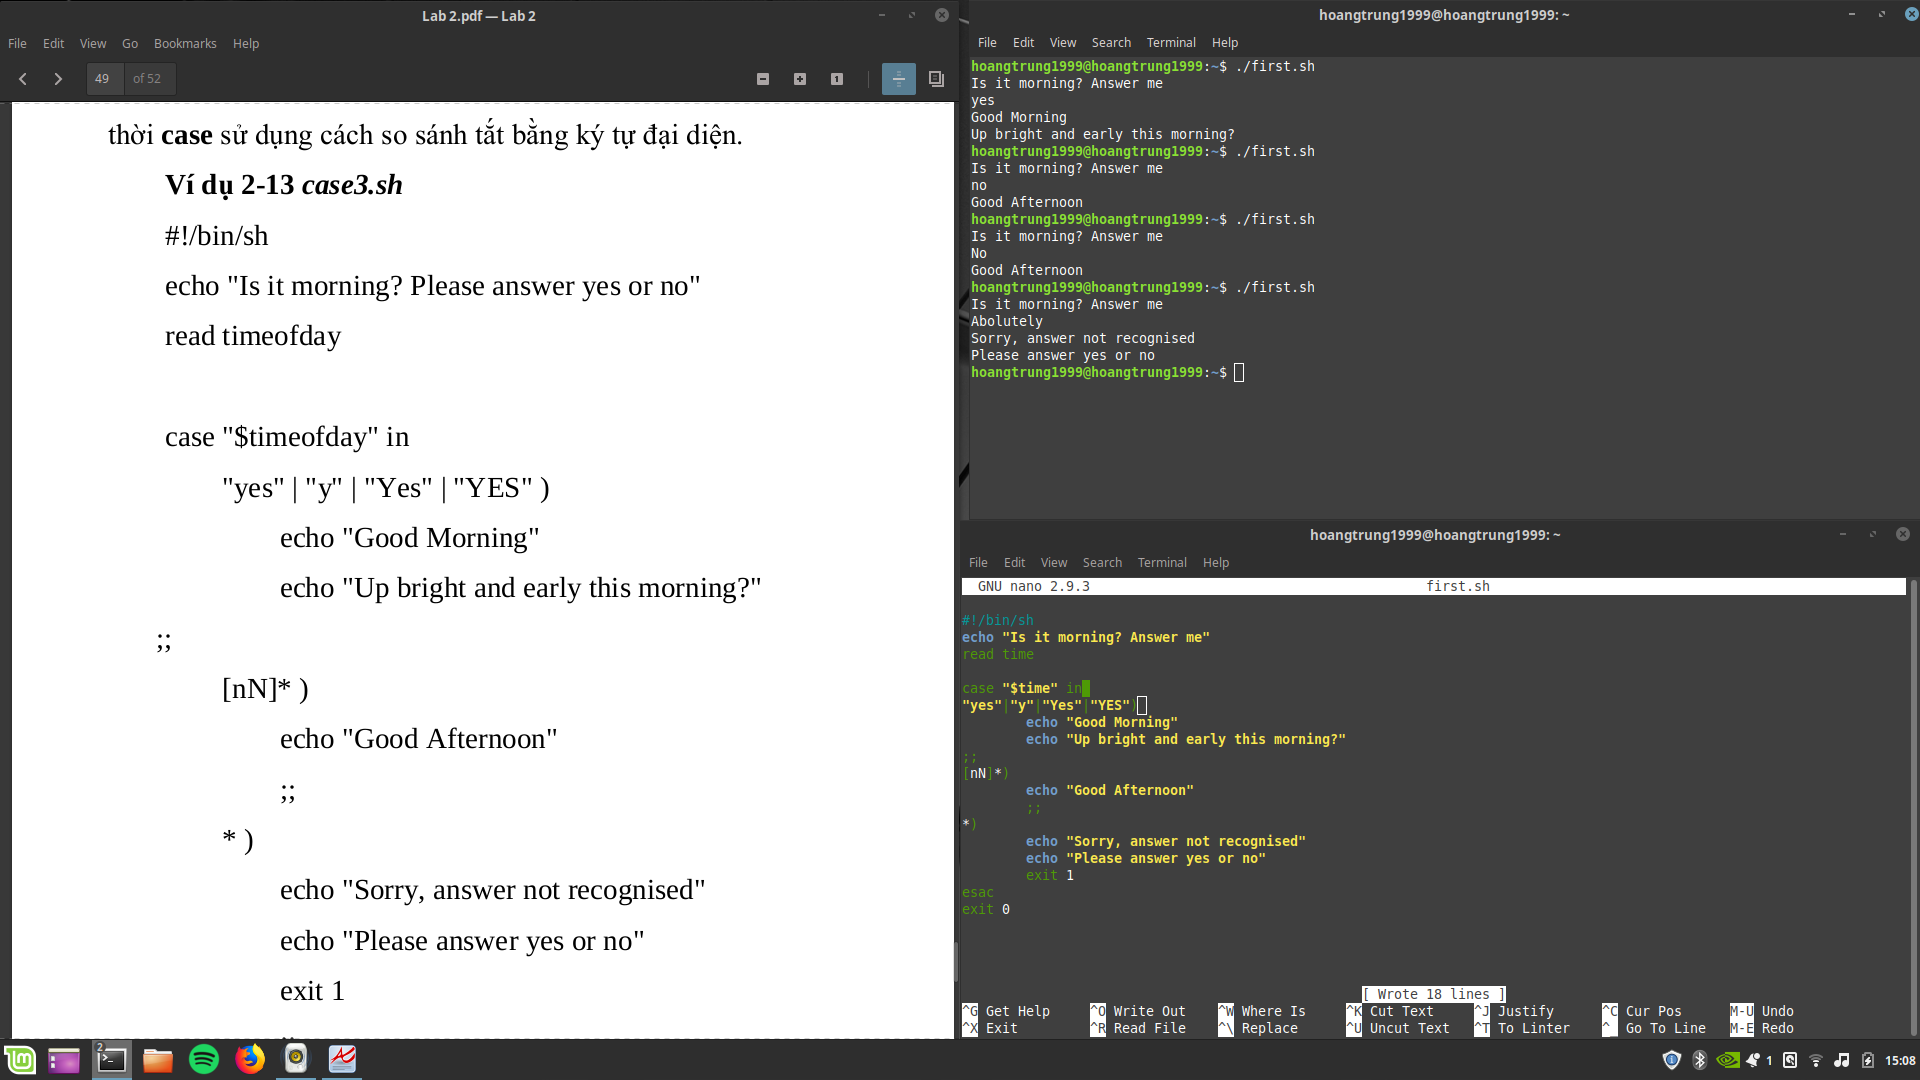 Lab 2.pdf — Lab 2
File Edit View Go Bookmarks Help
49 of 52
thời case sử dụng cách so sánh tắt bằng ký tự đại diện.
Ví dụ 2-13 case3.sh
#!/bin/sh
echo "Is it morning? Please answer yes or no"
read timeofday
case "$timeofday" in
"yes" | "y" | "Yes" | "YES" )
echo "Good Morning"
echo "Up bright and early this morning?"
;;
[nN]* )
echo "Good Afternoon"
;;
* )
echo "Sorry, answer not recognised"
echo "Please answer yes or no"
exit 1
hoangtrung1999@hoangtrung1999: ~
File Edit View Search Terminal Help
hoangtrung1999@hoangtrung1999:~$ ./first.sh
Is it morning? Answer me
yes
Good Morning
Up bright and early this morning?
hoangtrung1999@hoangtrung1999:~$ ./first.sh
Is it morning? Answer me
no
Good Afternoon
hoangtrung1999@hoangtrung1999:~$ ./first.sh
Is it morning? Answer me
No
Good Afternoon
hoangtrung1999@hoangtrung1999:~$ ./first.sh
Is it morning? Answer me
Abolutely
Sorry, answer not recognised
Please answer yes or no
hoangtrung1999@hoangtrung1999:~$
hoangtrung1999@hoangtrung1999: ~
File Edit View Search Terminal Help
GNU nano 2.9.3 first.sh
#!/bin/sh
echo "Is it morning? Answer me"
read time
case "$time" in
"yes"|"y"|"Yes"|"YES")
echo "Good Morning"
echo "Up bright and early this morning?"
;;
[nN]*)
echo "Good Afternoon"
;;
*)
echo "Sorry, answer not recognised"
echo "Please answer yes or no"
exit 1
esac
exit 0
[ Wrote 18 lines ]
^G Get Help ^O Write Out ^W Where Is ^K Cut Text ^J Justify ^C Cur Pos M-U Undo
^X Exit ^R Read File ^\ Replace ^U Uncut Text ^T To Linter ^_ Go To Line M-E Redo
2
1 15:08